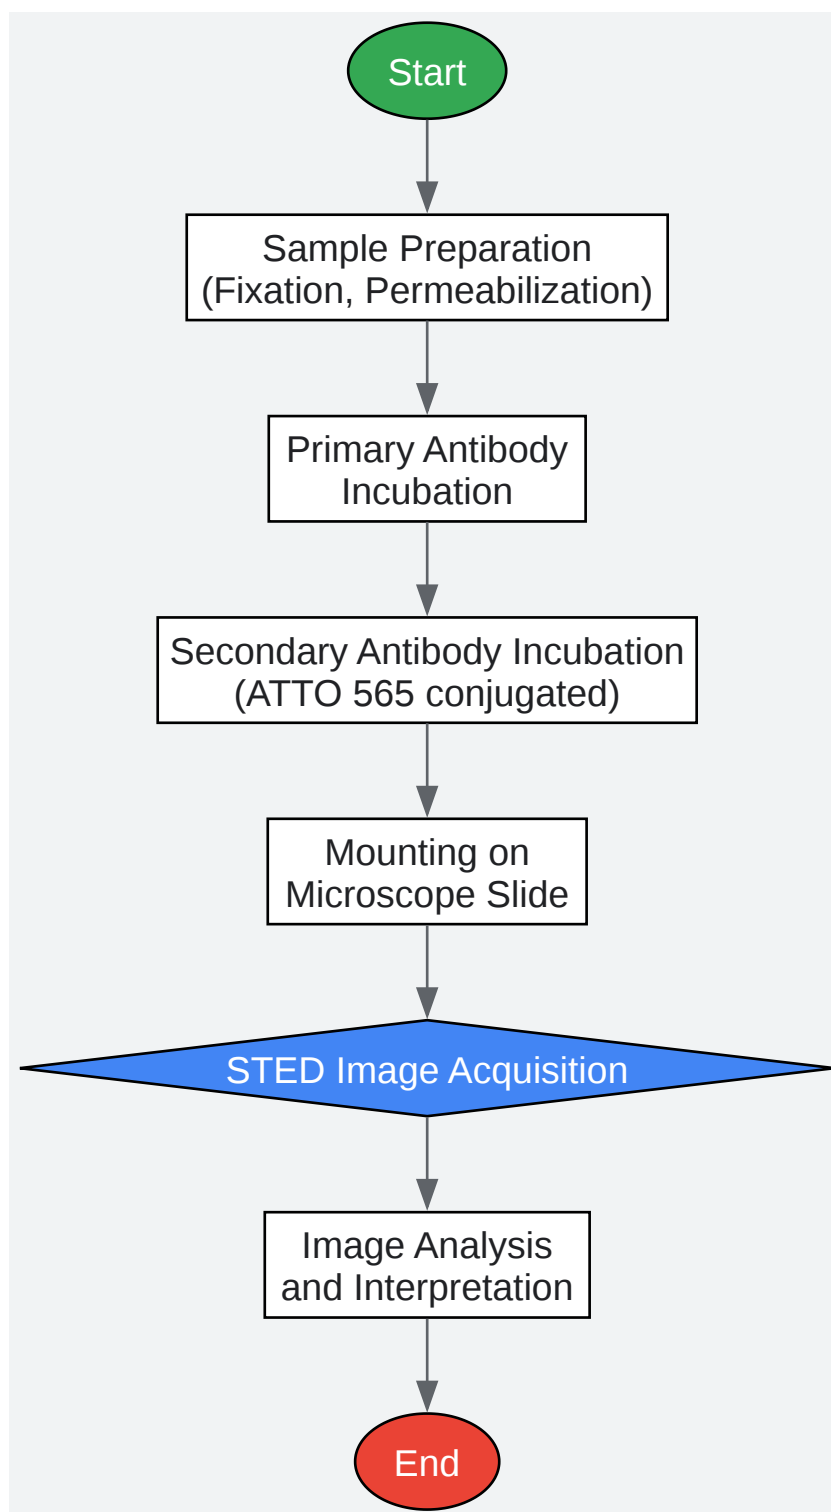 Start
Sample Preparation
(Fixation, Permeabilization)
Primary Antibody
Incubation
Secondary Antibody Incubation
(ATTO 565 conjugated)
Mounting on
Microscope Slide
STED Image Acquisition
Image Analysis
and Interpretation
End